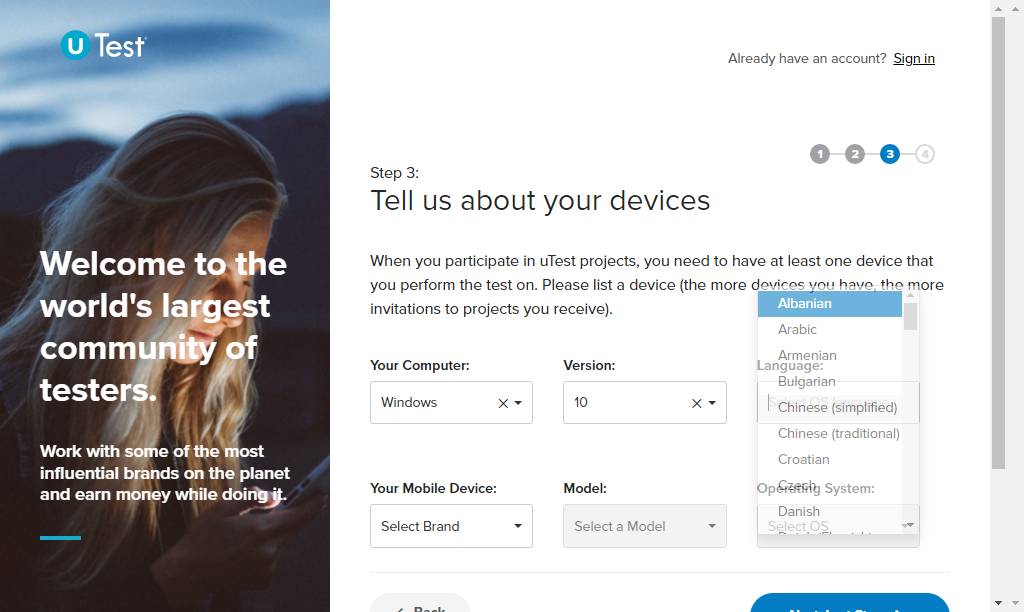 U Test
Already have an account? Sign in
1 2 3 4
Step 3:
Tell us about your devices
Welcome to the
world's largest
community of
testers.
Work with some of the most
influential brands on the planet
and earn money while doing it.
When you participate in uTest projects, you need to have at least one device that
you perform the test on. Please list a device (the more devices you have, the more
invitations to projects you receive).
Your Computer:
Windows
Version:
10
Language:
Albanian
Arabic
Armenian
Bulgarian
Chinese (simplified)
Chinese (traditional)
Croatian
Czech
Danish
Your Mobile Device:
Select Brand
Model:
Select a Model
Operating System:
Select OS
Back